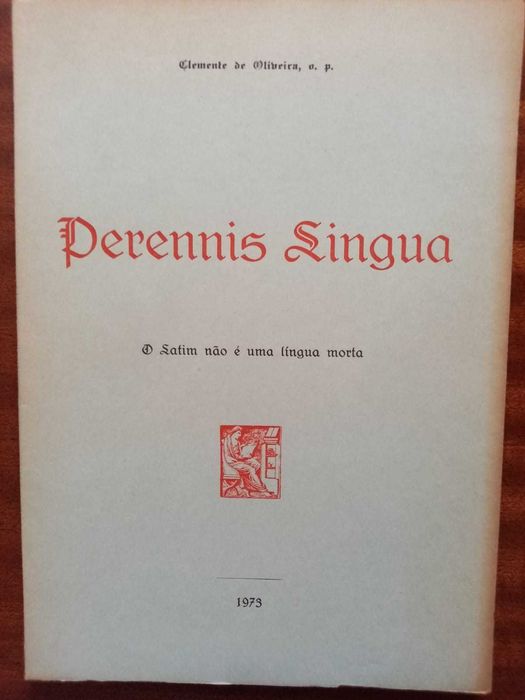 Clemente de Oliveira, o. p.
Perennis Lingua
O Latim não é uma língua morta
1973